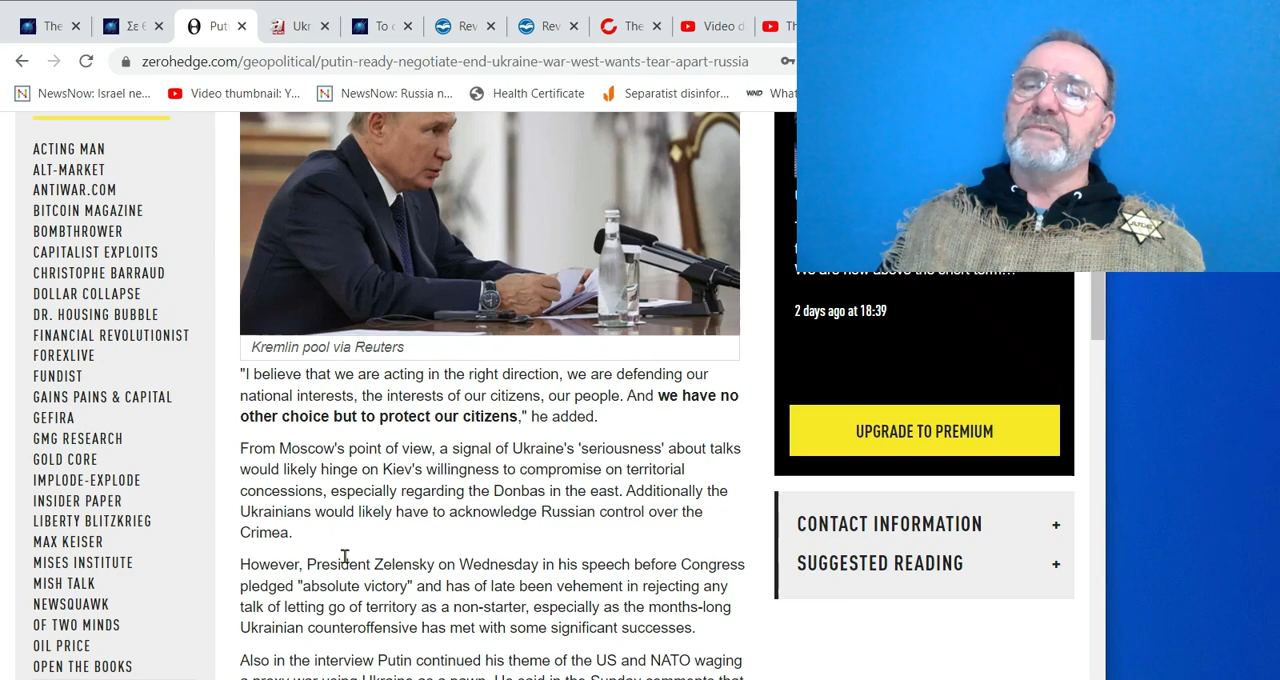 The
Σε 6
Puti
Ukr
To c
Rev
Rev
The
Video d
Th
zerohedge.com/geopolitical/putin-ready-negotiate-end-ukraine-war-west-wants-tear-apart-russia
NewsNow: Israel ne...
Video thumbnail: Y...
NewsNow: Russia n...
Health Certificate
Separatist disinfor...
WND
What
ACTING MAN
ALT-MARKET
ANTIWAR.COM
BITCOIN MAGAZINE
BOMBTHROWER
CAPITALIST EXPLOITS
CHRISTOPHE BARRAUD
DOLLAR COLLAPSE
DR. HOUSING BUBBLE
FINANCIAL REVOLUTIONIST
FOREXLIVE
FUNDIST
GAINS PAINS & CAPITAL
GEFIRA
GMG RESEARCH
GOLD CORE
IMPLODE-EXPLODE
INSIDER PAPER
LIBERTY BLITZKRIEG
MAX KEISER
MISES INSTITUTE
MISH TALK
NEWSQUAWK
OF TWO MINDS
OIL PRICE
OPEN THE BOOKS
Kremlin pool via Reuters
"I believe that we are acting in the right direction, we are defending our
national interests, the interests of our citizens, our people. And we have no
other choice but to protect our citizens," he added.
From Moscow's point of view, a signal of Ukraine's 'seriousness' about talks
would likely hinge on Kiev's willingness to compromise on territorial
concessions, especially regarding the Donbas in the east. Additionally the
Ukrainians would likely have to acknowledge Russian control over the
Crimea.
However, President Zelensky on Wednesday in his speech before Congress
pledged "absolute victory" and has of late been vehement in rejecting any
talk of letting go of territory as a non-starter, especially as the months-long
Ukrainian counteroffensive has met with some significant successes.
Also in the interview Putin continued his theme of the US and NATO waging
a proxy war using Ukraine as a pawn. He said in the Sunday comments that
2 days ago at 18:39
UPGRADE TO PREMIUM
CONTACT INFORMATION +
SUGGESTED READING +